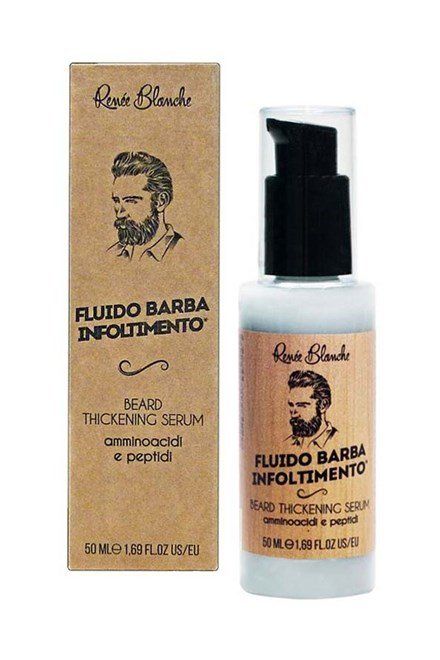 Renée Blanche
FLUIDO BARBA
INFOLTIMENTO*
BEARD
THICKENING SERUM
amminoacidi
e peptidi
50 ML℮1,69 FL.OZ US/EU
Renée Blanche
FLUIDO BARBA
INFOLTIMENTO*
BEARD THICKENING SERUM
amminoacidi e peptidi
50 ML℮1,69 FL.OZ US/EU